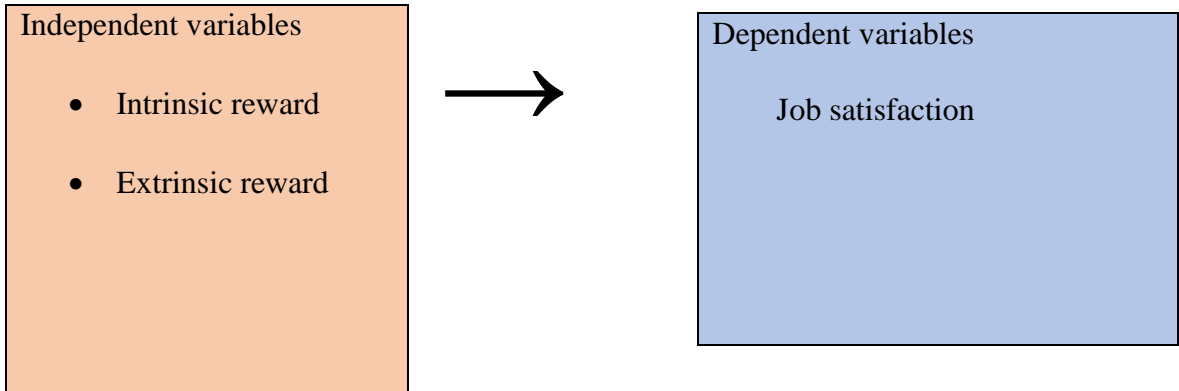 Independent variables
• Intrinsic reward
• Extrinsic reward
Dependent variables
Job satisfaction